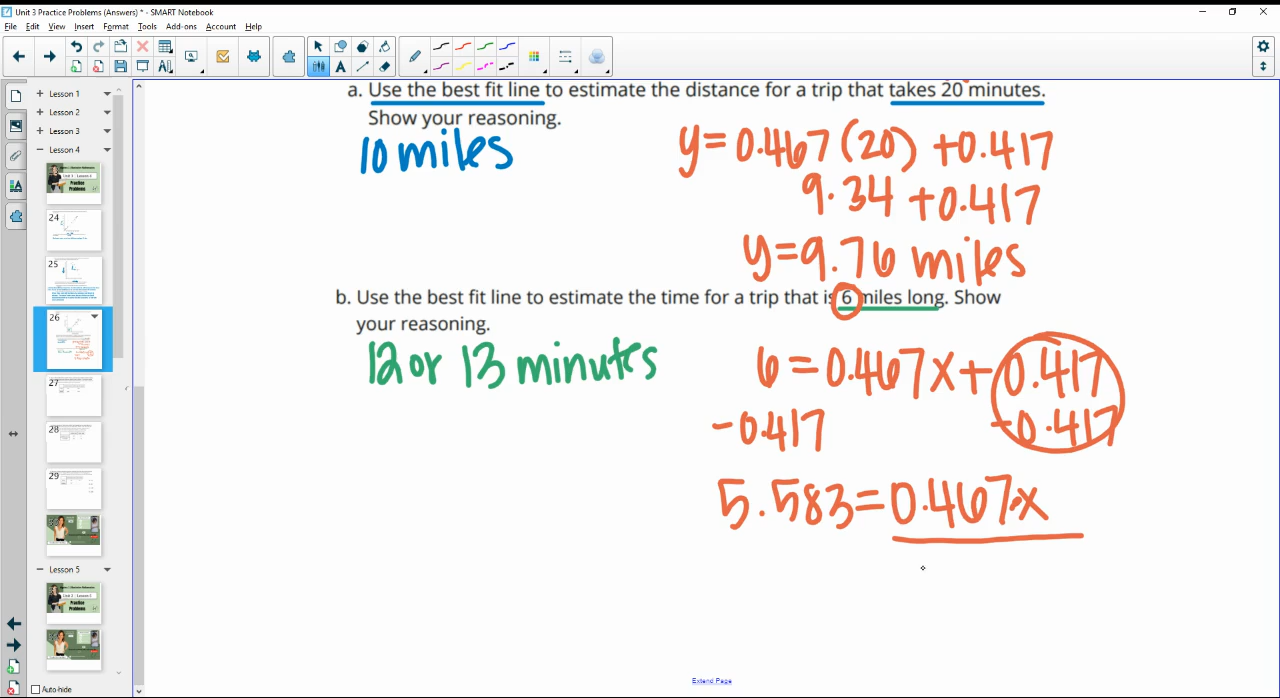 Unit 3 Practice Problems (Answers) * - SMART Notebook
File Edit View Insert Format Tools Add-ons Account Help
Lesson 1
Lesson 2
Lesson 3
Lesson 4
24
25
26
27
28
29
Lesson 5
Auto-hide
a. Use the best fit line to estimate the distance for a trip that takes 20 minutes.
Show your reasoning.
10 miles
y=0.467(20) +0.417
9.34 +0.417
y=9.76 miles
b. Use the best fit line to estimate the time for a trip that is 6 miles long. Show
your reasoning.
12 or 13 minutes
6=0.467x+0.417
-0.417 -0.417
5.583=0.467·x
Extend Page